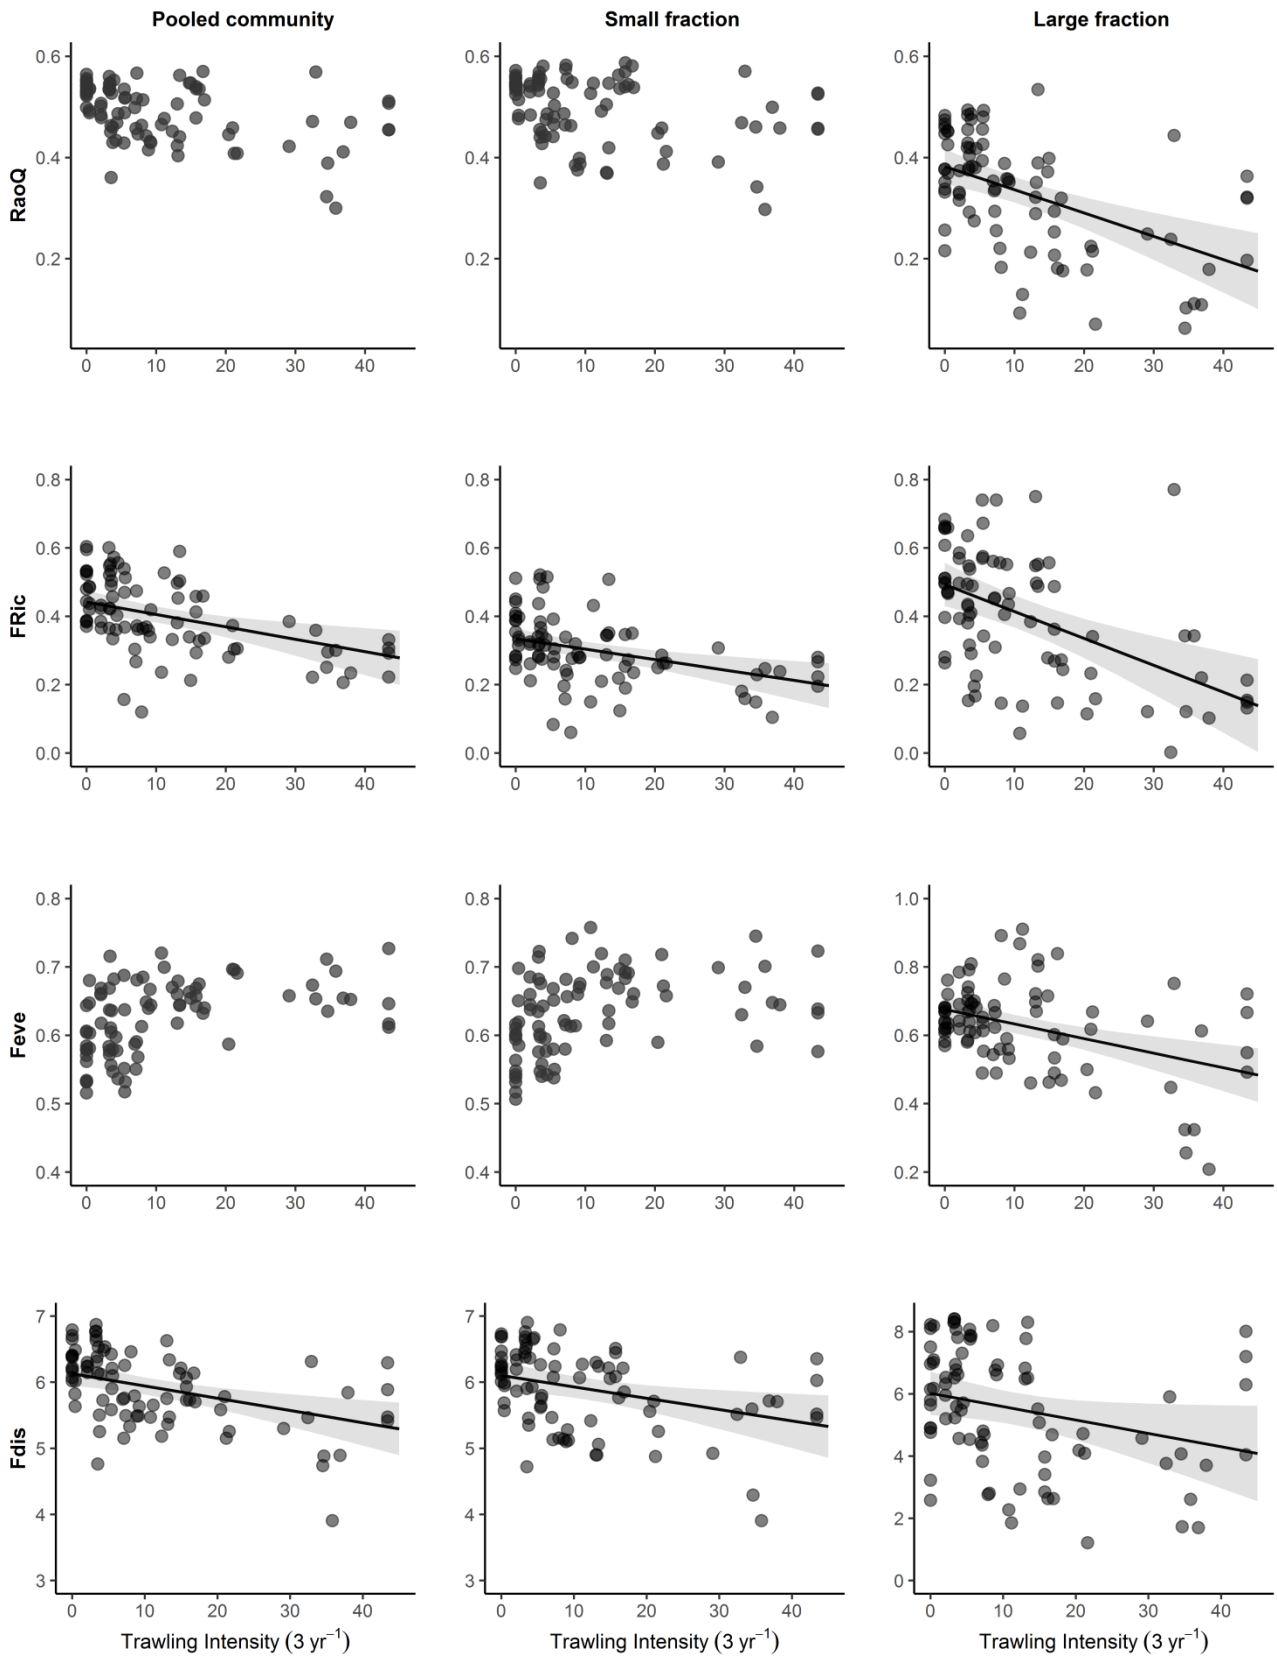 Pooled community Small fraction Large fraction
RaoQ
0.6 0.6 0.6
0.4 0.4 0.4
0.2 0.2 0.2
0 10 20 30 40 0 10 20 30 40 0 10 20 30 40
FRic
0.8 0.8 0.8
0.6 0.6 0.6
0.4 0.4 0.4
0.2 0.2 0.2
0.0 0.0 0.0
0 10 20 30 40 0 10 20 30 40 0 10 20 30 40
Feve
0.8 0.8 1.0
0.7 0.7 0.8
0.6 0.6 0.6
0.5 0.5 0.4
0.4 0.4 0.2
0 10 20 30 40 0 10 20 30 40 0 10 20 30 40
Fdis
7 7 8
6 6 6
5 5 4
4 4 2
3 3 0
0 10 20 30 40 0 10 20 30 40 0 10 20 30 40
Trawling Intensity (3 yr⁻¹) Trawling Intensity (3 yr⁻¹) Trawling Intensity (3 yr⁻¹)